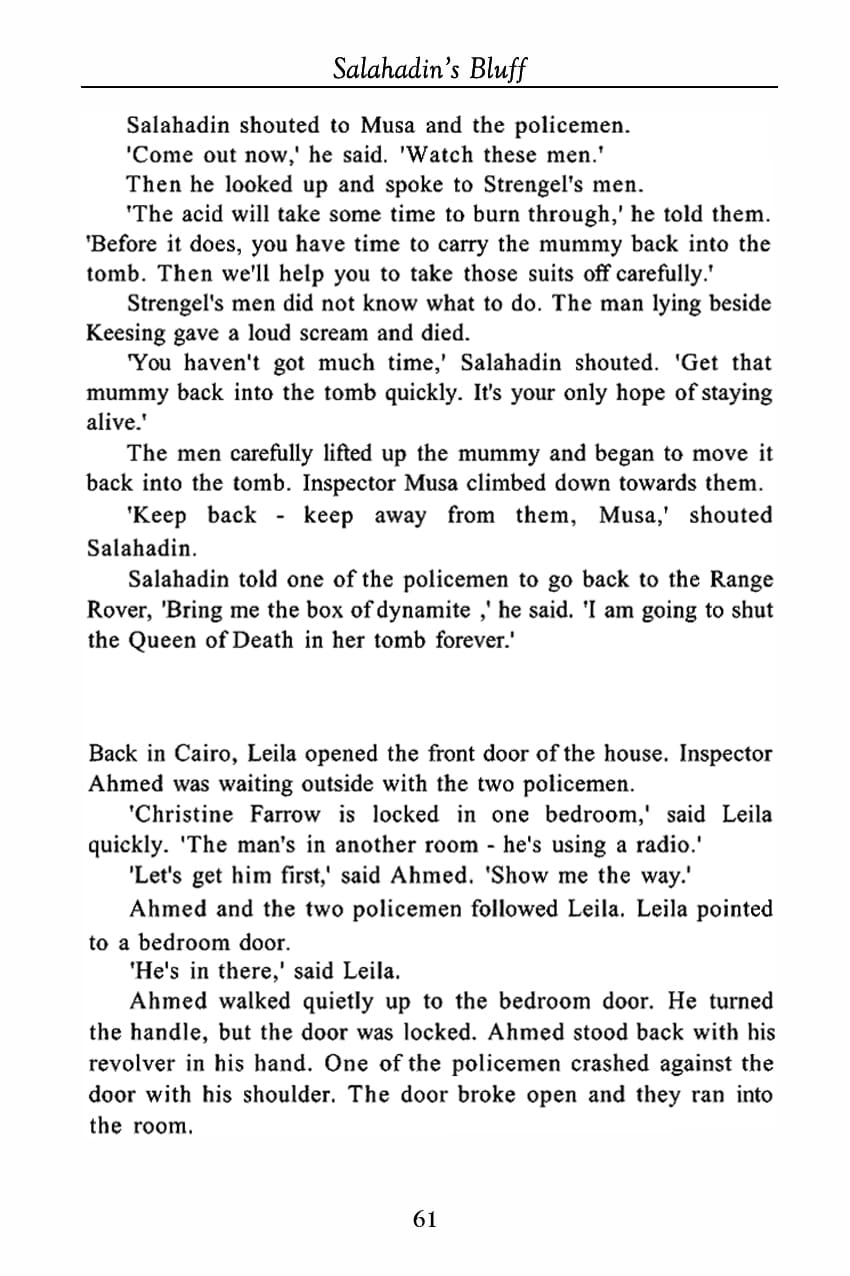 Salahadin's Bluff
Salahadin shouted to Musa and the policemen.
'Come out now,' he said. 'Watch these men.'
Then he looked up and spoke to Strengel's men.
'The acid will take some time to burn through,' he told them.
'Before it does, you have time to carry the mummy back into the
tomb. Then we'll help you to take those suits off carefully.'
Strengel's men did not know what to do. The man lying beside
Keesing gave a loud scream and died.
'You haven't got much time,' Salahadin shouted. 'Get that
mummy back into the tomb quickly. It's your only hope of staying
alive.'
The men carefully lifted up the mummy and began to move it
back into the tomb. Inspector Musa climbed down towards them.
'Keep back - keep away from them, Musa,' shouted
Salahadin.
Salahadin told one of the policemen to go back to the Range
Rover, 'Bring me the box of dynamite ,' he said. 'I am going to shut
the Queen of Death in her tomb forever.'
Back in Cairo, Leila opened the front door of the house. Inspector
Ahmed was waiting outside with the two policemen.
'Christine Farrow is locked in one bedroom,' said Leila
quickly. 'The man's in another room - he's using a radio.'
'Let's get him first,' said Ahmed. 'Show me the way.'
Ahmed and the two policemen followed Leila. Leila pointed
to a bedroom door.
'He's in there,' said Leila.
Ahmed walked quietly up to the bedroom door. He turned
the handle, but the door was locked. Ahmed stood back with his
revolver in his hand. One of the policemen crashed against the
door with his shoulder. The door broke open and they ran into
the room.
61